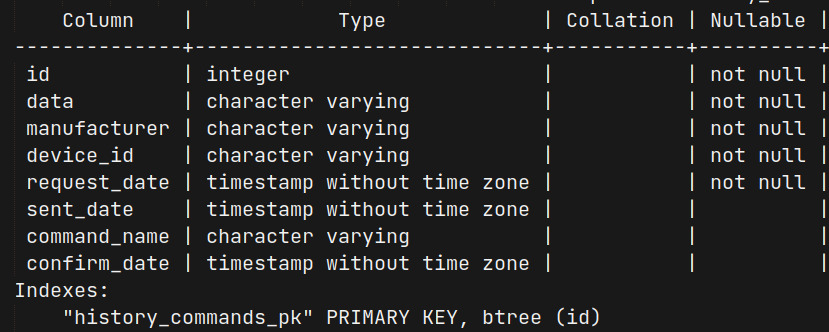 Column    |            Type             | Collation | Nullable |
--------------+-----------------------------+-----------+----------+
 id           | integer                     |           | not null |
 data         | character varying           |           | not null |
 manufacturer | character varying           |           | not null |
 device_id    | character varying           |           | not null |
 request_date | timestamp without time zone |           | not null |
 sent_date    | timestamp without time zone |           |          |
 command_name | character varying           |           |          |
 confirm_date | timestamp without time zone |           |          |
Indexes:
    "history_commands_pk" PRIMARY KEY, btree (id)